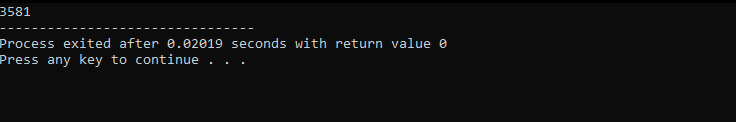 3581
--------------------------------
Process exited after 0.02019 seconds with return value 0
Press any key to continue . . .